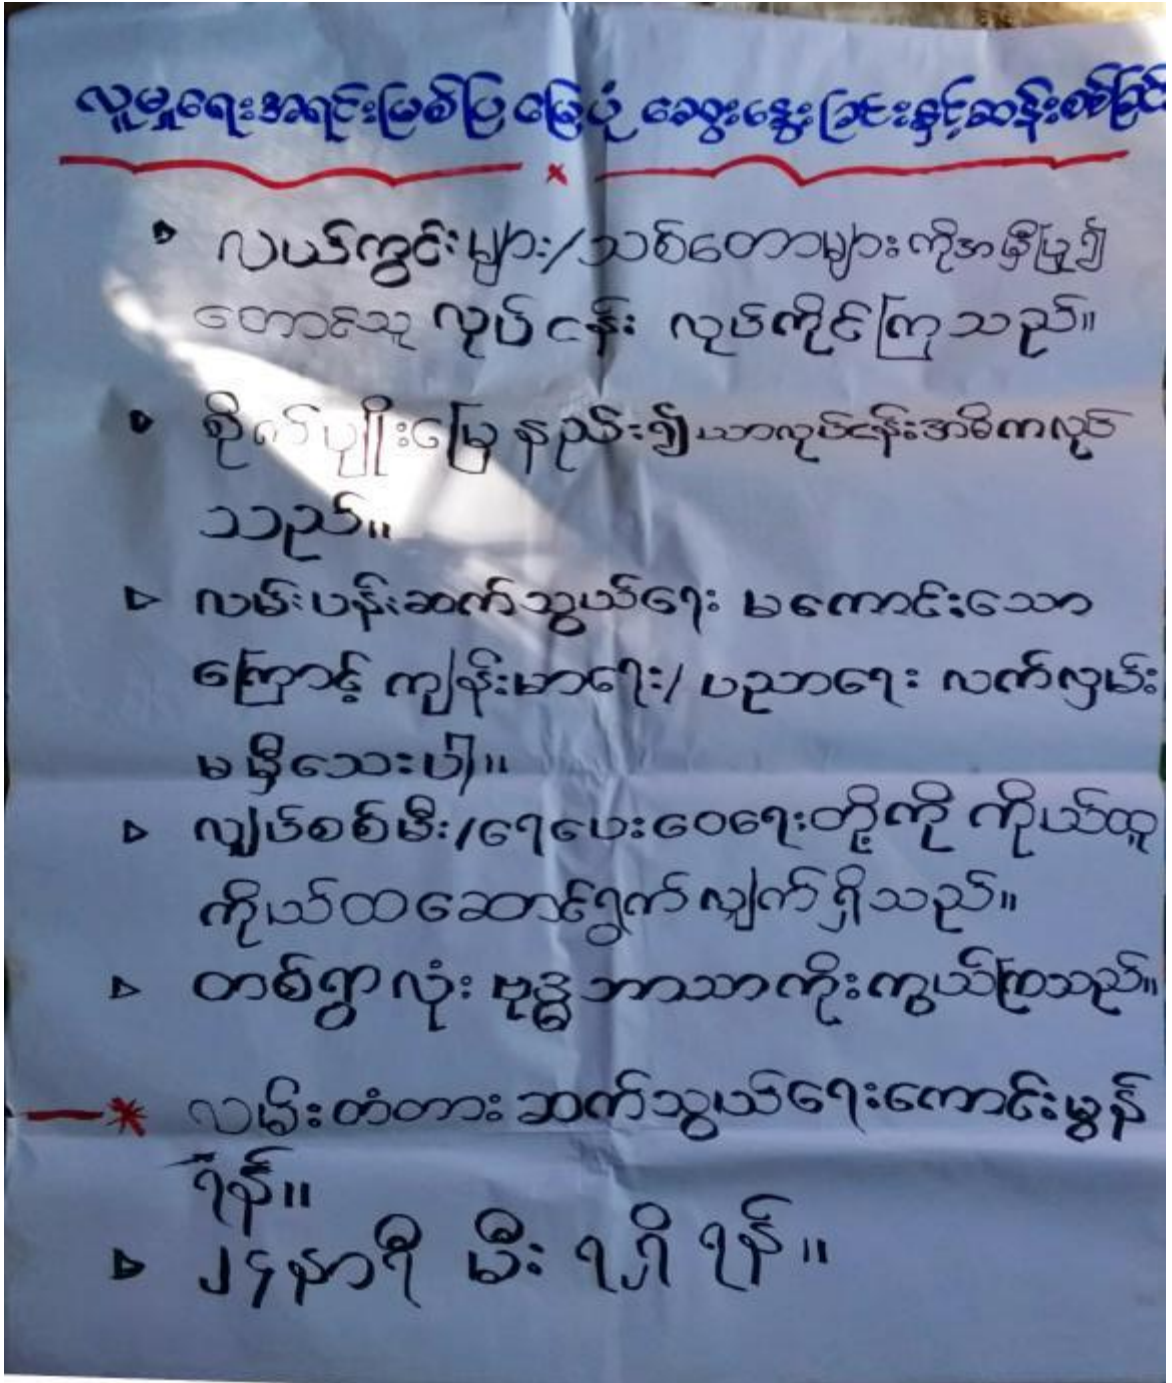 လူမှုရေးအရင်းမြစ်ပြမြေပုံ ဆွေးနွေးခြင်းနှင့်ဆန်းစစ်ခြင်
လယ်ကွင်းများ/သစ်တောများကိုအမှီပြု၍
တောင်သူ လုပ်ငန်း လုပ်ကိုင်ကြသည်။
စိုက်ပျိုးမြေနည်း၍ယာလုပ်ငန်းအဓိကလုပ်
သည်။
လမ်းပန်းဆက်သွယ်ရေး မကောင်းသော
ကြောင့် ကျန်းမာရေး/ ပညာရေး လက်လှမ်း
မမှီသေးပါ။
လျှပ်စစ်မီး/ရေပေးဝေရေးတို့ကို ကိုယ်ထူ
ကိုယ်ထဆောင်ရွက်လျှက်ရှိသည်။
တစ်ရွာလုံး ဗုဒ္ဓဘာသာကိုးကွယ်ကြသည်။
လမ်းတံတားဆက်သွယ်ရေးကောင်းမွန်
ရန်။
၂၄နာရီ မီး ရရှိ ရန်။